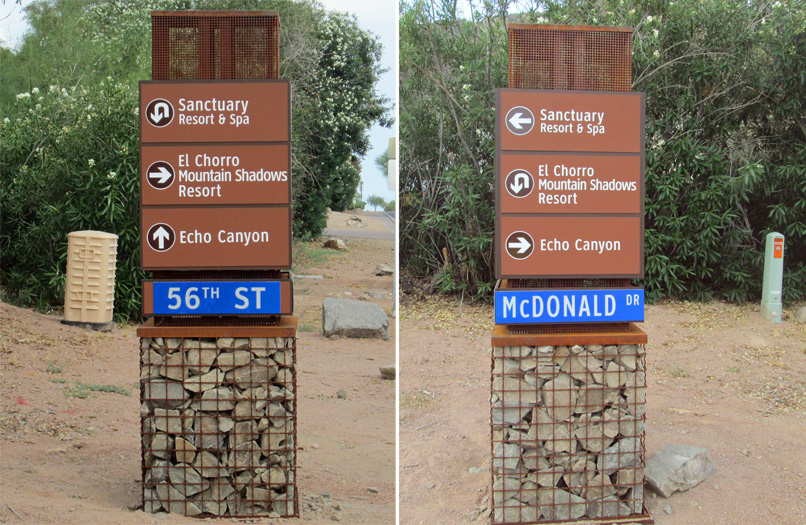 Sanctuary
Resort & Spa
El Chorro
Mountain Shadows
Resort
Echo Canyon
56TH ST
Sanctuary
Resort & Spa
El Chorro
Mountain Shadows
Resort
Echo Canyon
McDONALD DR